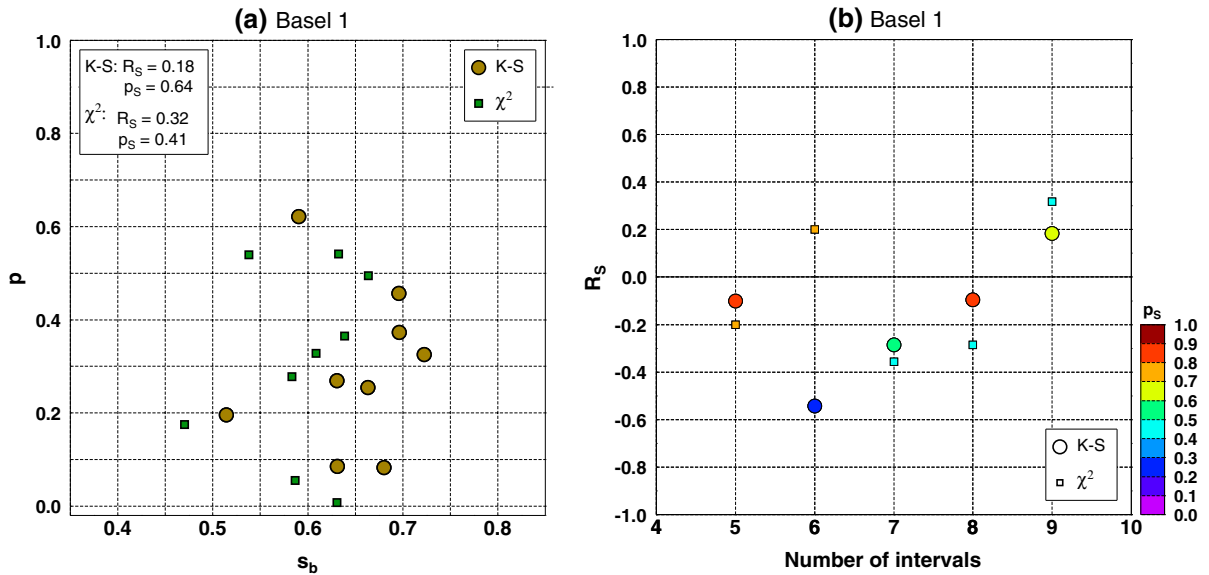 (a) Basel 1
1.0
0.8
0.6
0.4
0.2
0.0
p
K-S: R_S = 0.18
p_S = 0.64
χ²: R_S = 0.32
p_S = 0.41
K-S
χ²
0.4 0.5 0.6 0.7 0.8
s_b
(b) Basel 1
1.0
0.8
0.6
0.4
0.2
0.0
-0.2
-0.4
-0.6
-0.8
-1.0
R_S
K-S
χ²
4 5 6 7 8 9 10
Number of intervals
p_S
1.0
0.9
0.8
0.7
0.6
0.5
0.4
0.3
0.2
0.1
0.0